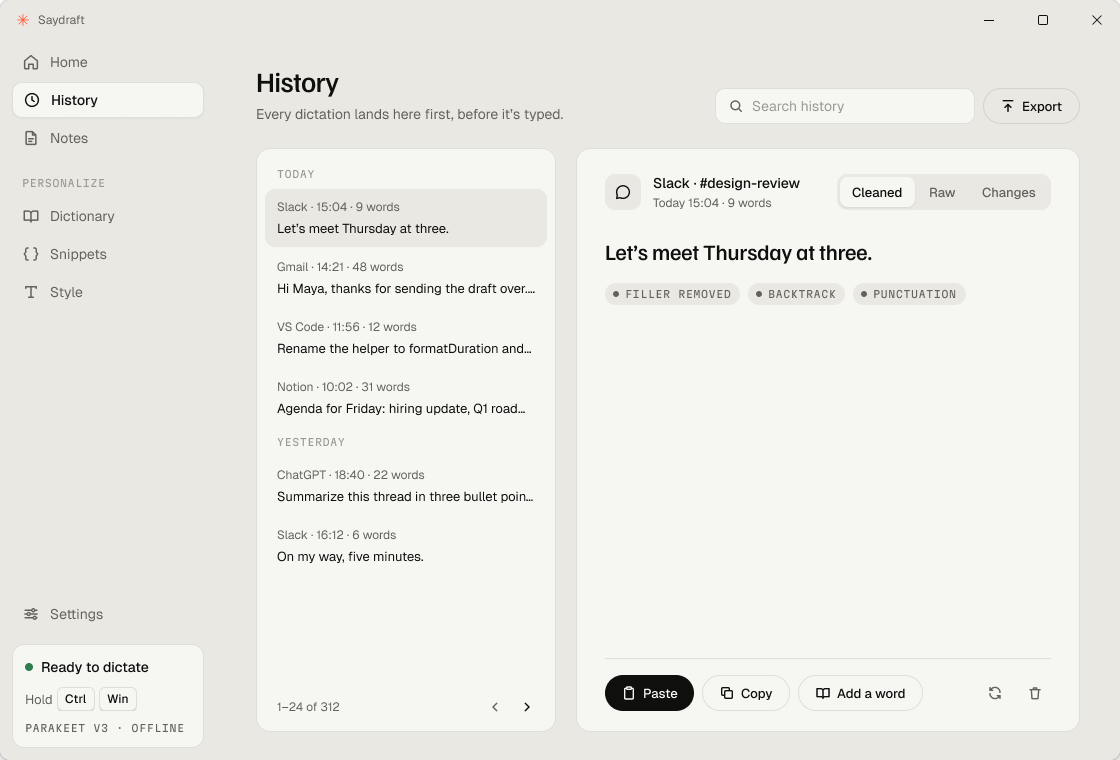 Saydraft
Home
History
Notes
PERSONALIZE
Dictionary
Snippets
Style
Settings
Ready to dictate
Hold Ctrl Win
PARAKEET V3 · OFFLINE
History
Every dictation lands here first, before it’s typed.
Search history
Export
TODAY
Slack · 15:04 · 9 words
Let’s meet Thursday at three.
Gmail · 14:21 · 48 words
Hi Maya, thanks for sending the draft over.…
VS Code · 11:56 · 12 words
Rename the helper to formatDuration and…
Notion · 10:02 · 31 words
Agenda for Friday: hiring update, Q1 road…
YESTERDAY
ChatGPT · 18:40 · 22 words
Summarize this thread in three bullet poin…
Slack · 16:12 · 6 words
On my way, five minutes.
1–24 of 312
Slack · #design-review
Today 15:04 · 9 words
Cleaned Raw Changes
Let’s meet Thursday at three.
FILLER REMOVED BACKTRACK PUNCTUATION
Paste Copy Add a word